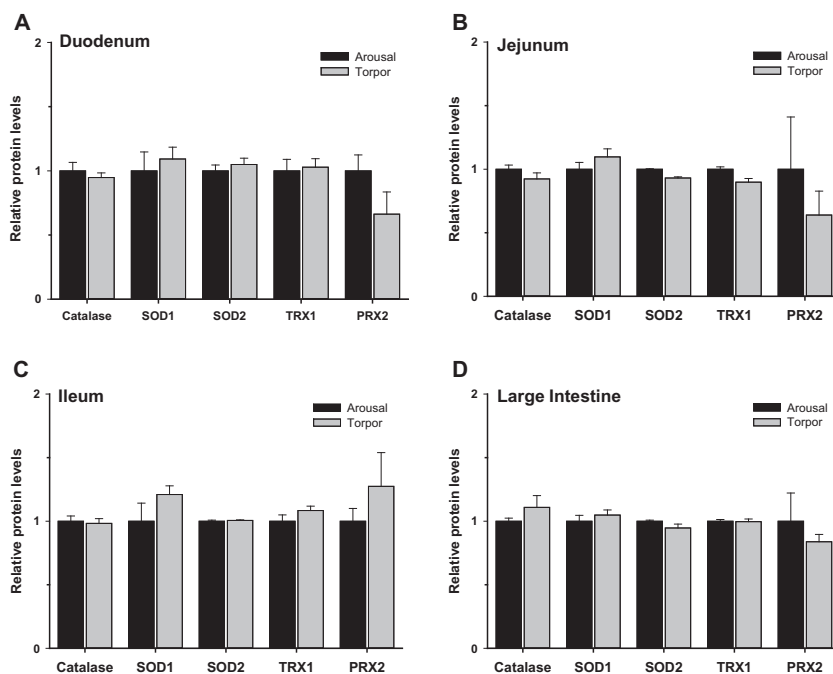 A
Duodenum
Arousal
Torpor
Relative protein levels
2
1
0
Catalase SOD1 SOD2 TRX1 PRX2
B
Jejunum
Arousal
Torpor
Relative protein levels
2
1
0
Catalase SOD1 SOD2 TRX1 PRX2
C
Ileum
Arousal
Torpor
Relative protein levels
2
1
0
Catalase SOD1 SOD2 TRX1 PRX2
D
Large Intestine
Arousal
Torpor
Relative protein levels
2
1
0
Catalase SOD1 SOD2 TRX1 PRX2